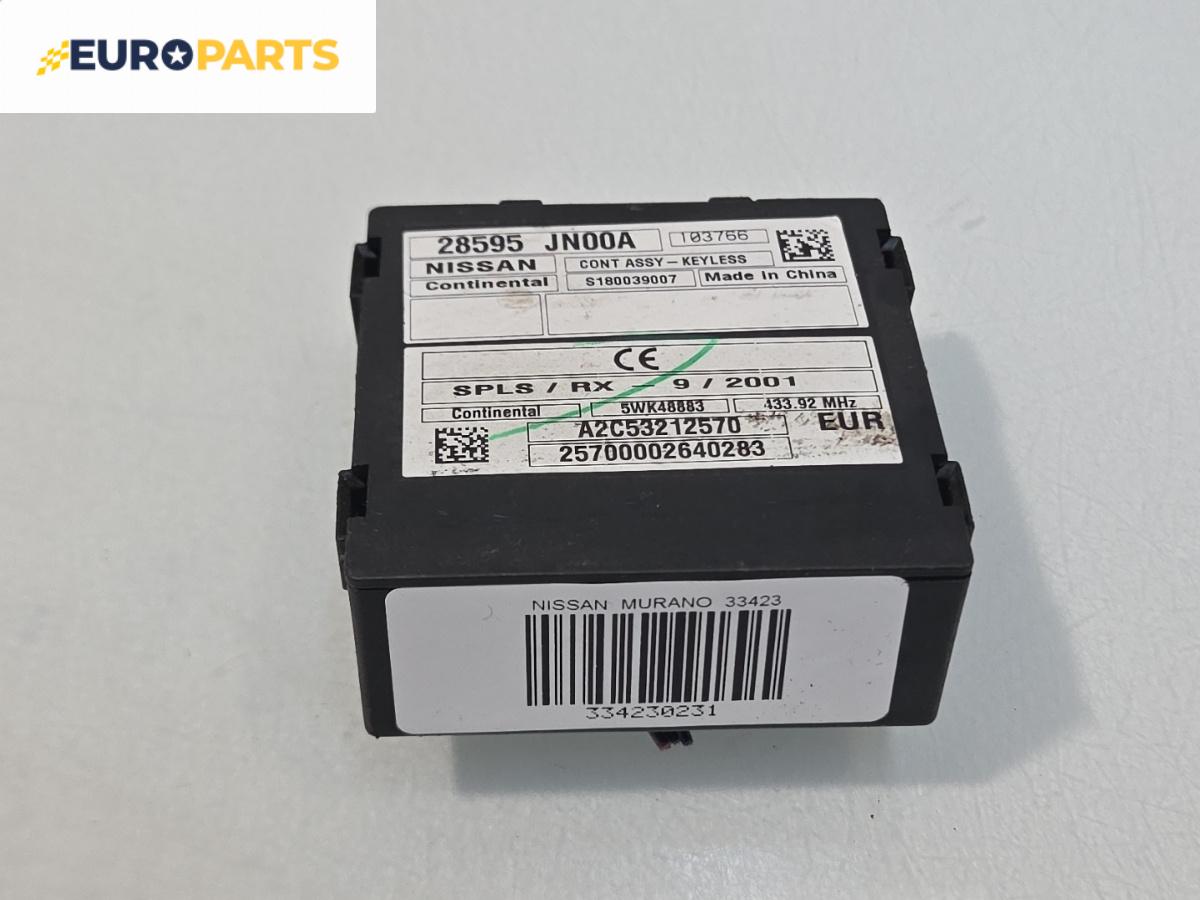 EUROPARTS
28595 JN00A 103766
NISSAN CONT ASSY-KEYLESS
Continental S180039007 Made in China
CE
SPLS / RX - 9 / 2001
Continental 5WK48883 433.92 MHz
A2C53212570 EUR
25700002640283
NISSAN MURANO 33423
334230231